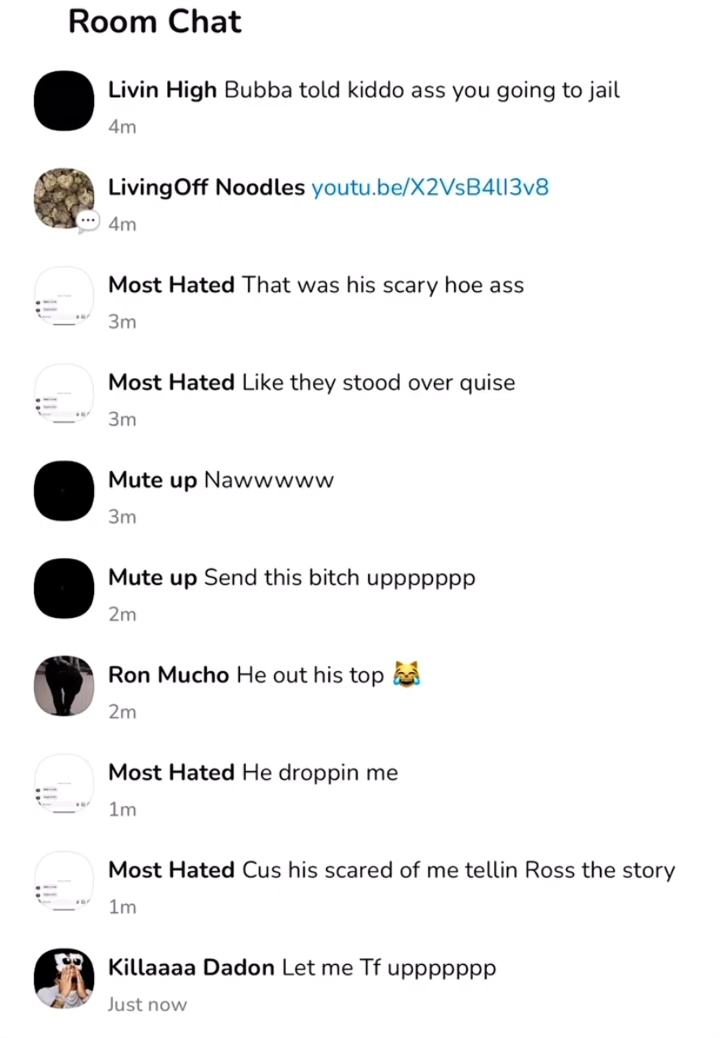 Room Chat
Livin High Bubba told kiddo ass you going to jail
4m
LivingOff Noodles youtu.be/X2VsB4lI3v8
4m
Most Hated That was his scary hoe ass
3m
Most Hated Like they stood over quise
3m
Mute up Nawwwww
3m
Mute up Send this bitch uppppppp
2m
Ron Mucho He out his top 😹
2m
Most Hated He droppin me
1m
Most Hated Cus his scared of me tellin Ross the story
1m
Killaaaa Dadon Let me Tf uppppppp
Just now